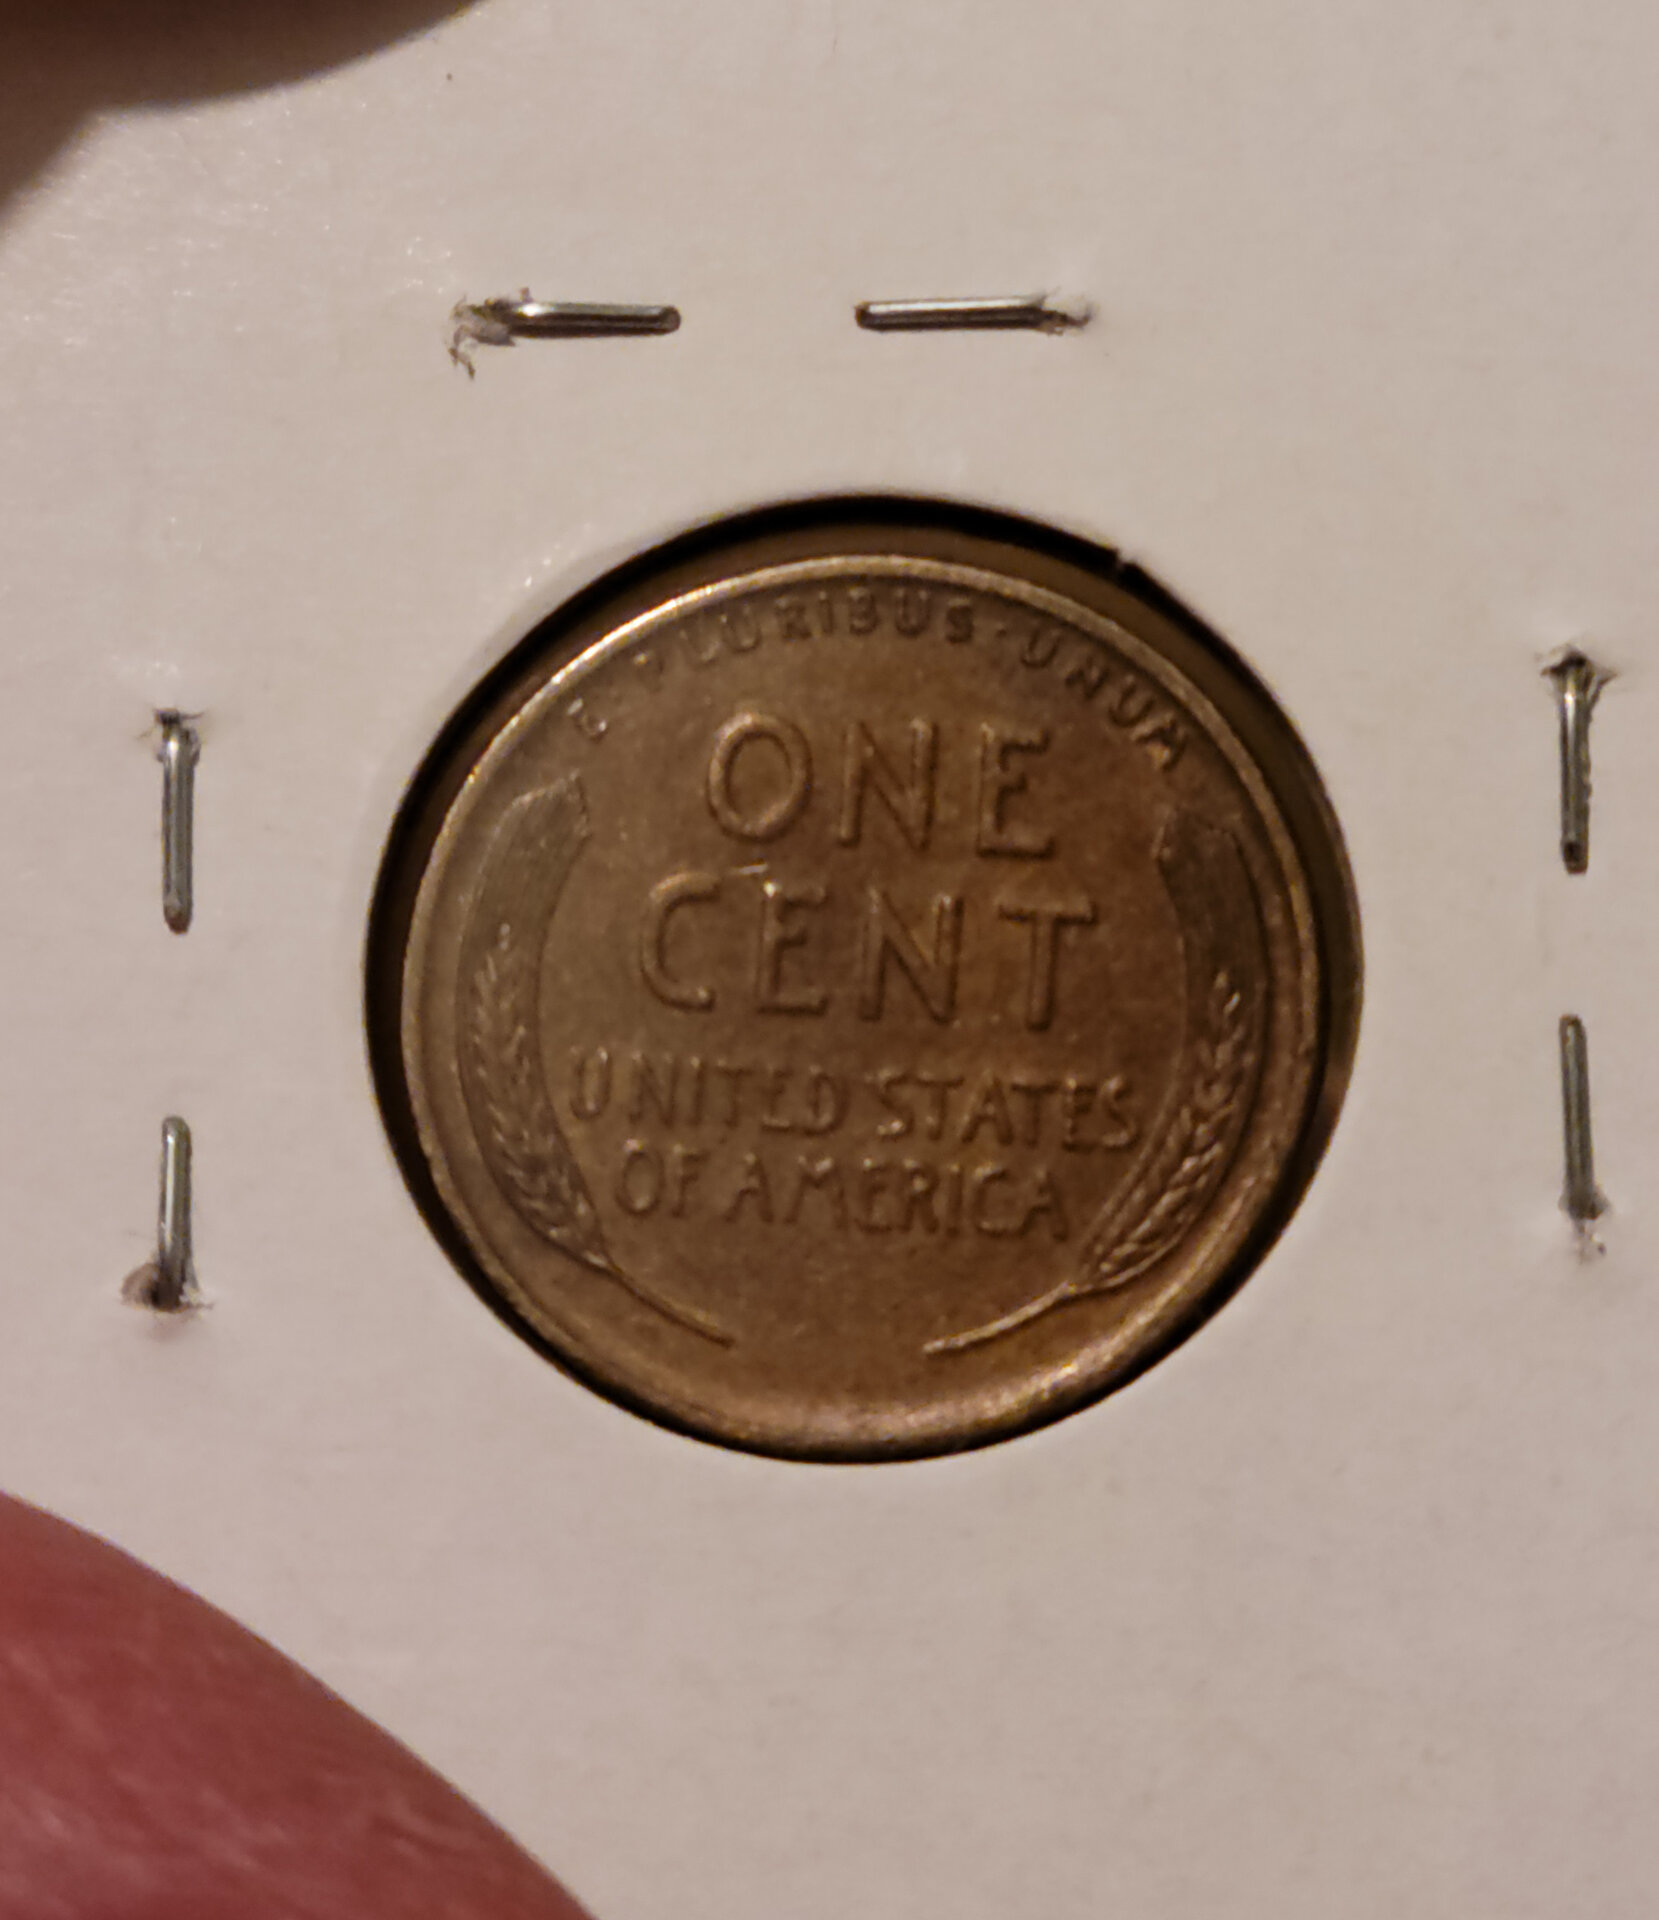 E · PLURIBUS · UNUM
ONE
CENT
UNITED STATES
OF AMERICA